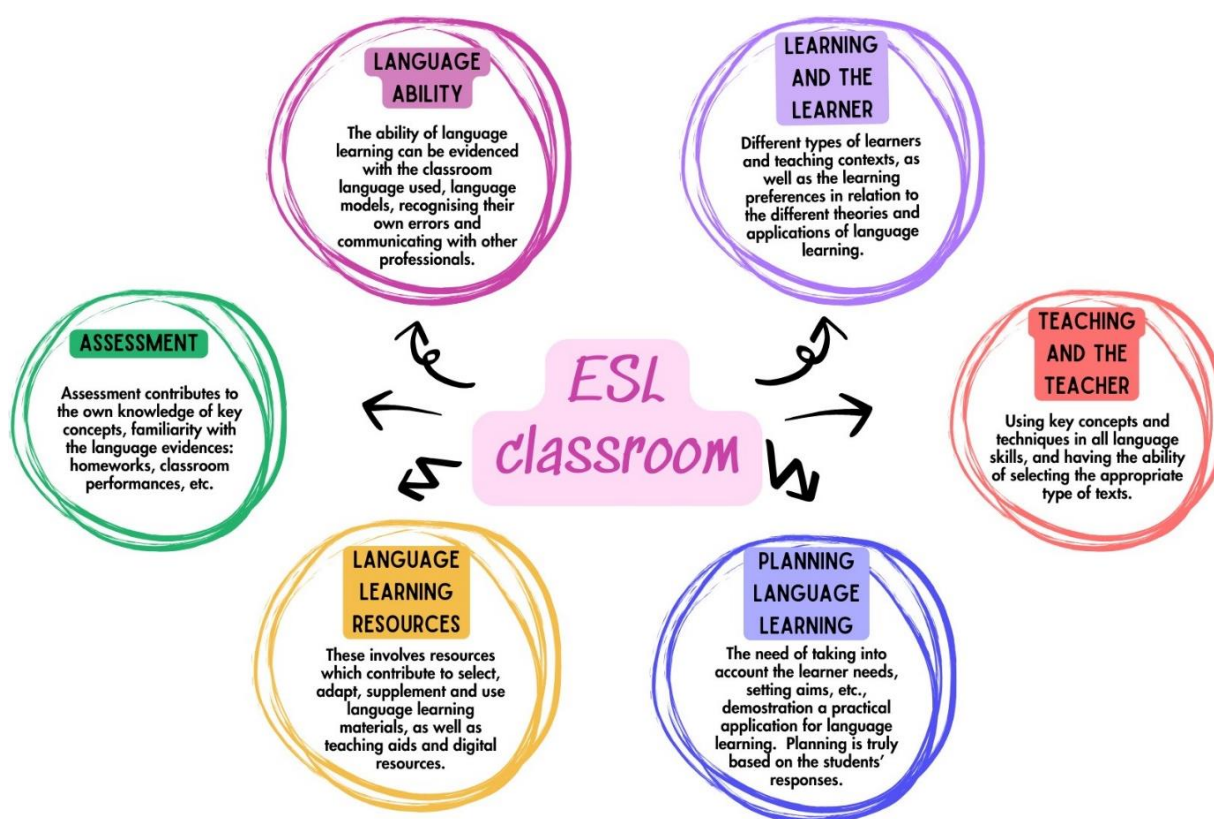 LANGUAGE
ABILITY
The ability of language
learning can be evidenced
with the classroom
language used, language
models, recognising their
own errors and
communicating with other
professionals.
LEARNING
AND THE
LEARNER
Different types of learners
and teaching contexts, as
well as the learning
preferences in relation to
the different theories and
applications of language
learning.
ASSESSMENT
Assessment contributes to
the own knowledge of key
concepts, familiarity with
the language evidences:
homeworks, classroom
performances, etc.
ESL
classroom
TEACHING
AND THE
TEACHER
Using key concepts and
techniques in all language
skills, and having the ability
of selecting the appropriate
type of texts.
LANGUAGE
LEARNING
RESOURCES
These involves resources
which contribute to select,
adapt, supplement and use
language learning
materials, as well as
teaching aids and digital
resources.
PLANNING
LANGUAGE
LEARNING
The need of taking into
account the learner needs,
setting aims, etc.,
demostration a practical
application for language
learning. Planning is truly
based on the students’
responses.